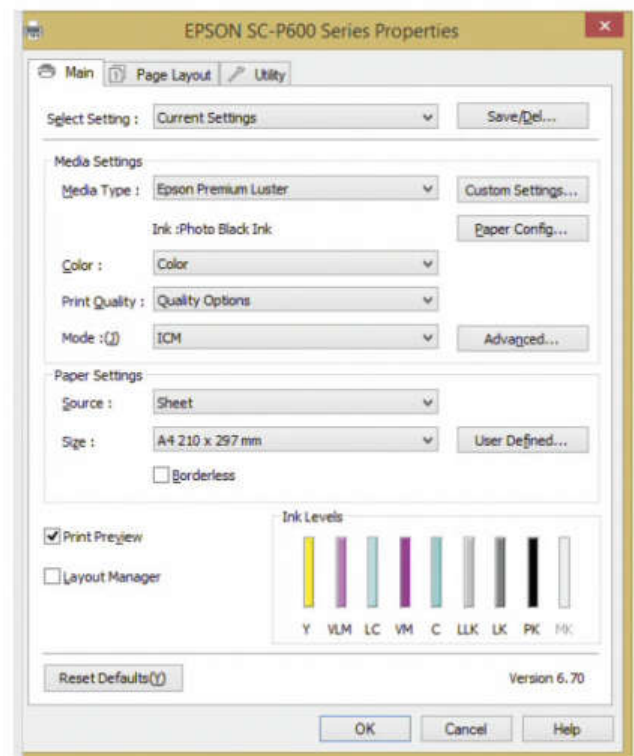 EPSON SC-P600 Series Properties
Main Page Layout Utility
Select Setting : Current Settings Save/Del...
Media Settings
Media Type : Epson Premium Luster Custom Settings...
Ink :Photo Black Ink Paper Config...
Color : Color
Print Quality : Quality Options
Mode :(J) ICM Advanced...
Paper Settings
Source : Sheet
Size : A4 210 x 297 mm User Defined...
Borderless
Ink Levels
Print Preview
Layout Manager
Y VLM LC VM C LLK LK PK MK
Reset Defaults(Y) Version 6.70
OK Cancel Help